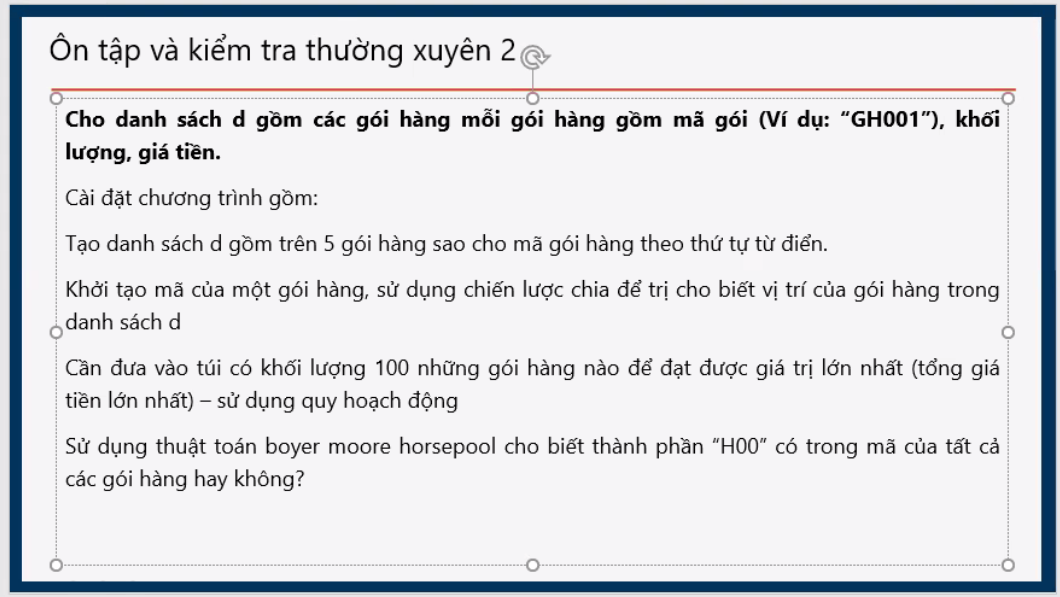 Ôn tập và kiểm tra thường xuyên 2
Cho danh sách d gồm các gói hàng mỗi gói hàng gồm mã gói (Ví dụ: “GH001”), khối
lượng, giá tiền.
Cài đặt chương trình gồm:
Tạo danh sách d gồm trên 5 gói hàng sao cho mã gói hàng theo thứ tự từ điển.
Khởi tạo mã của một gói hàng, sử dụng chiến lược chia để trị cho biết vị trí của gói hàng trong
danh sách d
Cần đưa vào túi có khối lượng 100 những gói hàng nào để đạt được giá trị lớn nhất (tổng giá
tiền lớn nhất) – sử dụng quy hoạch động
Sử dụng thuật toán boyer moore horsepool cho biết thành phần “H00” có trong mã của tất cả
các gói hàng hay không?